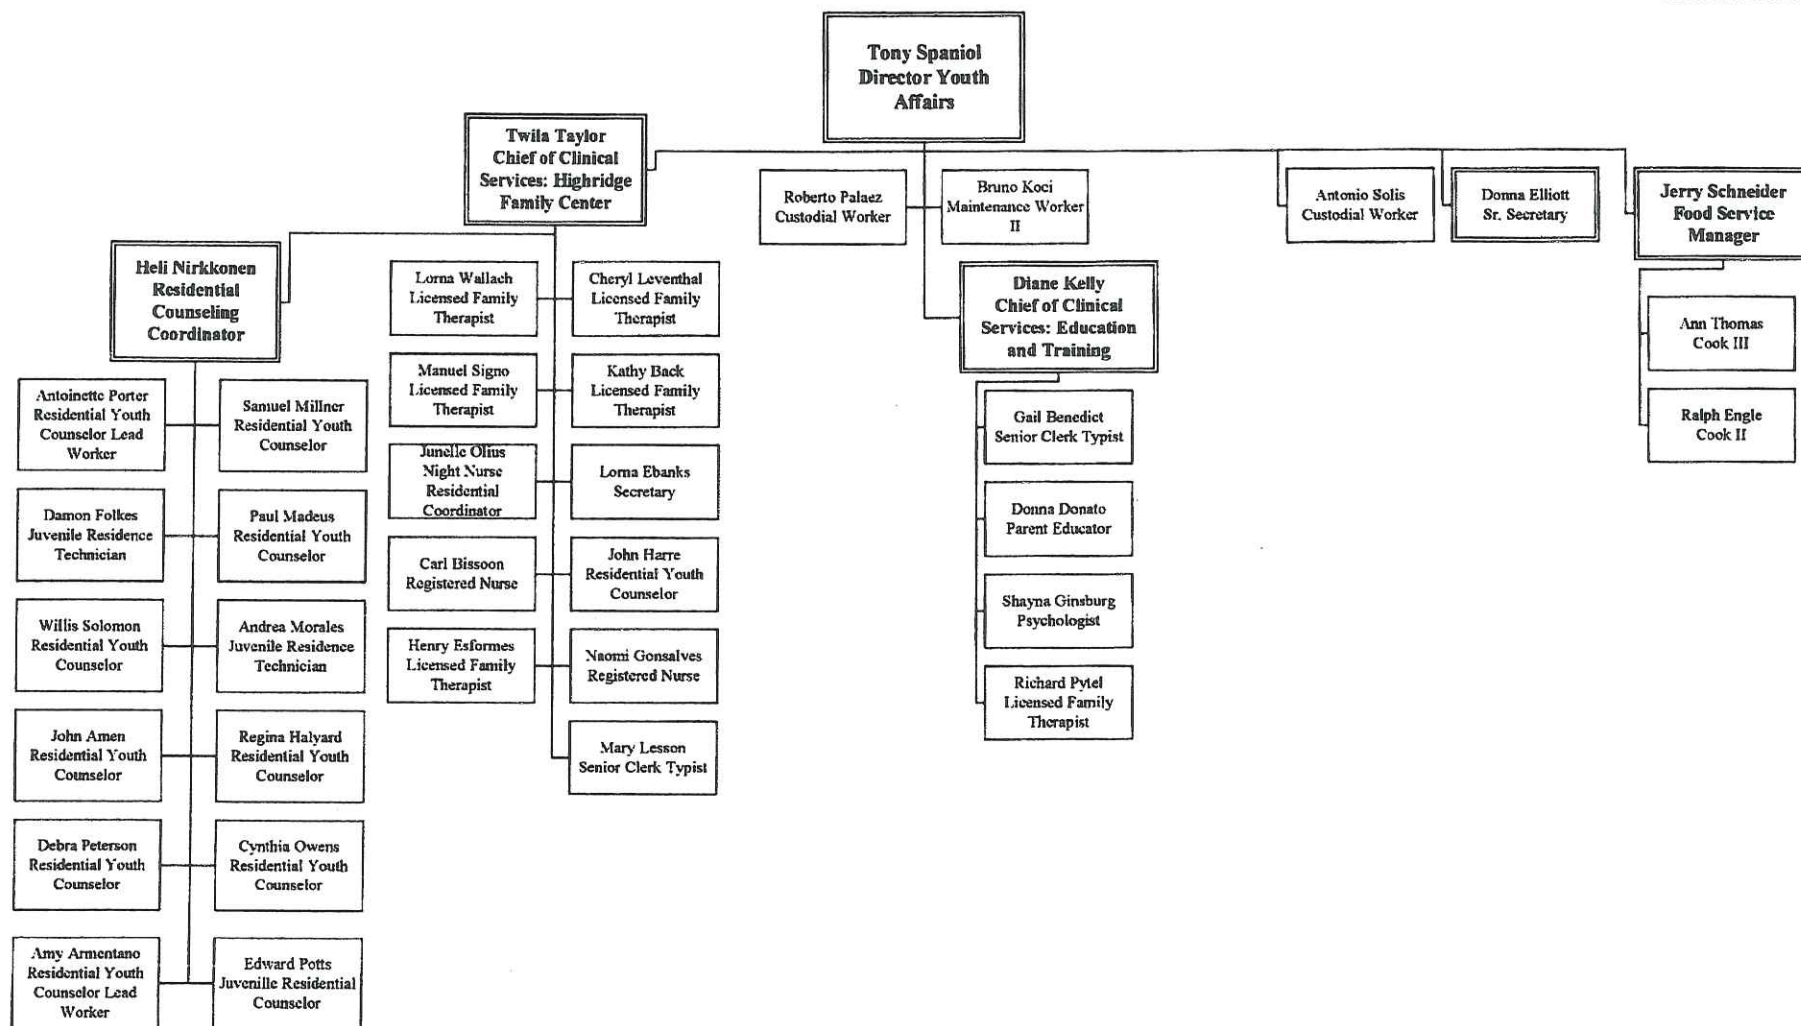 Tony Spaniol
Director Youth
Affairs
Twila Taylor
Chief of Clinical
Services: Highridge
Family Center
Roberto Palaez
Custodial Worker
Bruno Koci
Maintenance Worker
II
Antonio Solis
Custodial Worker
Donna Elliott
Sr. Secretary
Jerry Schneider
Food Service
Manager
Heli Nirkkonen
Residential
Counseling
Coordinator
Lorna Wallach
Licensed Family
Therapist
Cheryl Leventhal
Licensed Family
Therapist
Diane Kelly
Chief of Clinical
Services: Education
and Training
Ann Thomas
Cook III
Manuel Signo
Licensed Family
Therapist
Kathy Back
Licensed Family
Therapist
Antoinette Porter
Residential Youth
Counselor Lead
Worker
Samuel Millner
Residential Youth
Counselor
Gail Benedict
Senior Clerk Typist
Ralph Engle
Cook II
Junelle Olius
Night Nurse
Residential
Coordinator
Lorna Ebanks
Secretary
Damon Folkes
Juvenile Residence
Technician
Paul Madeus
Residential Youth
Counselor
Donna Donato
Parent Educator
Carl Bissoon
Registered Nurse
John Harre
Residential Youth
Counselor
Shayna Ginsburg
Psychologist
Willis Solomon
Residential Youth
Counselor
Andrea Morales
Juvenile Residence
Technician
Henry Esformes
Licensed Family
Therapist
Naomi Gonsalves
Registered Nurse
Richard Pytel
Licensed Family
Therapist
John Amen
Residential Youth
Counselor
Regina Halyard
Residential Youth
Counselor
Mary Lesson
Senior Clerk Typist
Debra Peterson
Residential Youth
Counselor
Cynthia Owens
Residential Youth
Counselor
Amy Armentano
Residential Youth
Counselor Lead
Worker
Edward Potts
Juvenille Residential
Counselor